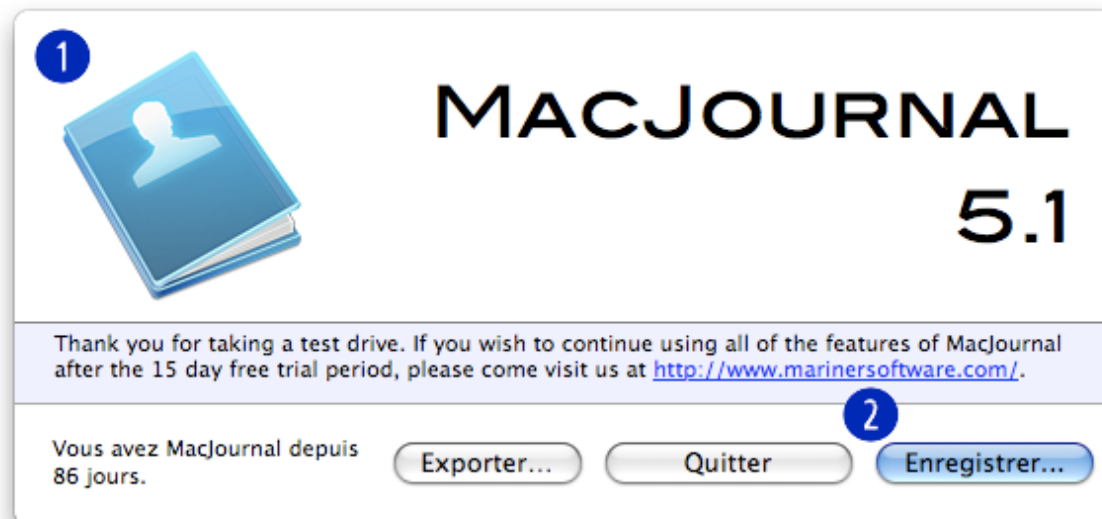 1
MACJOURNAL
5.1
Thank you for taking a test drive. If you wish to continue using all of the features of MacJournal
after the 15 day free trial period, please come visit us at http://www.marinersoftware.com/.
2
Vous avez MacJournal depuis
86 jours.
Exporter... Quitter Enregistrer...